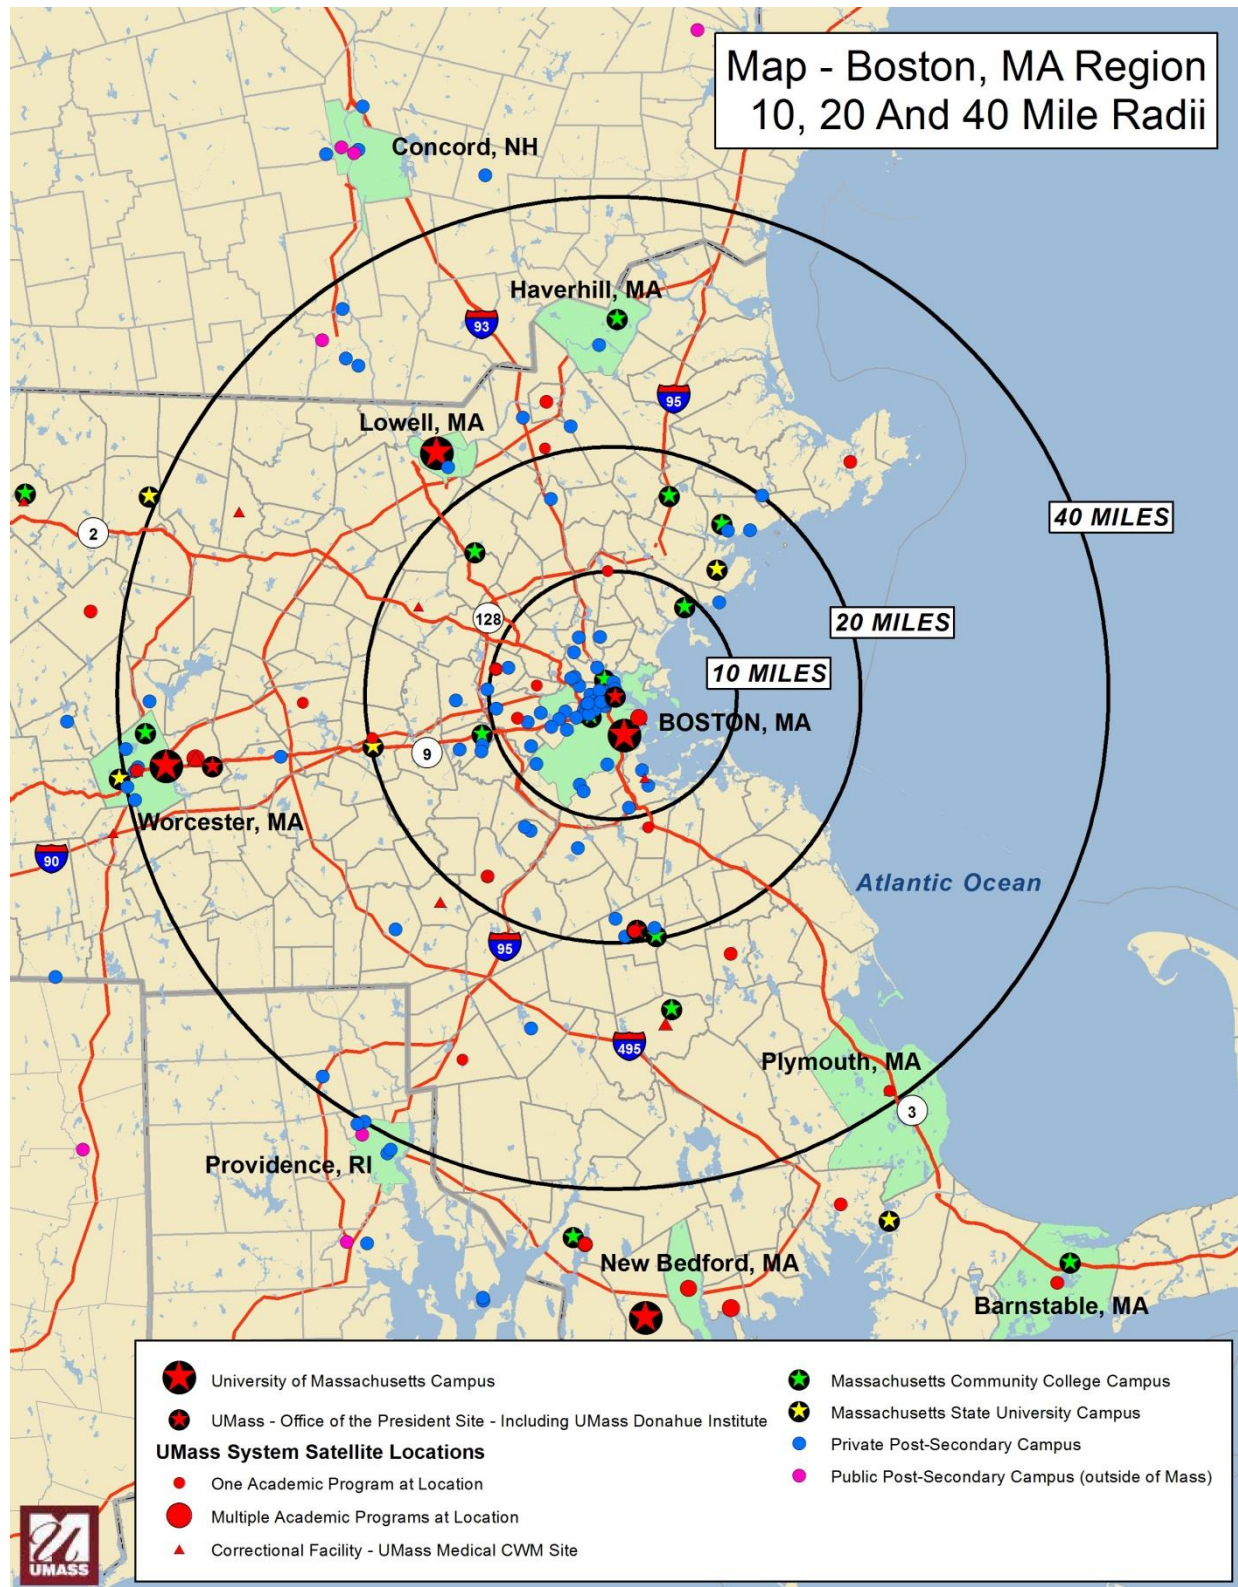 Map - Boston, MA Region
10, 20 And 40 Mile Radii
Concord, NH
Haverhill, MA
93
95
Lowell, MA
40 MILES
2
128
20 MILES
10 MILES
BOSTON, MA
9
Worcester, MA
90
Atlantic Ocean
95
495
Plymouth, MA
3
Providence, RI
New Bedford, MA
Barnstable, MA
University of Massachusetts Campus
UMass - Office of the President Site - Including UMass Donahue Institute
UMass System Satellite Locations
One Academic Program at Location
Multiple Academic Programs at Location
Correctional Facility - UMass Medical CWM Site
Massachusetts Community College Campus
Massachusetts State University Campus
Private Post-Secondary Campus
Public Post-Secondary Campus (outside of Mass)
UMASS